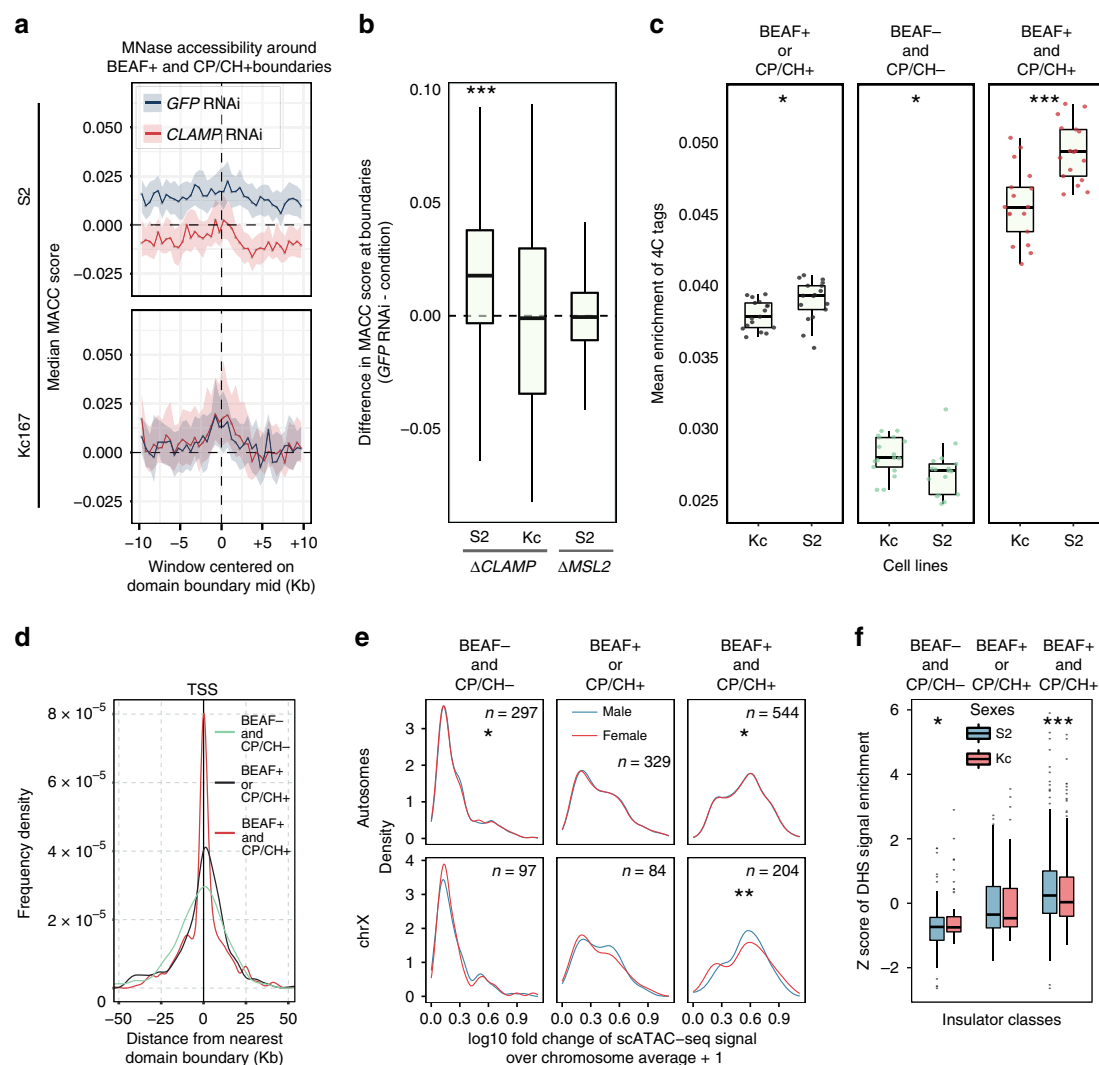 a
MNase accessibility around
BEAF+ and CP/CH+boundaries
GFP RNAi
CLAMP RNAi
S2
Kc167
Median MACC score
0.050
0.025
0.000
−0.025
0.050
0.025
0.000
−0.025
−10
−5
0
+5
+10
Window centered on
domain boundary mid (Kb)
b
Difference in MACC score at boundaries
(GFP RNAi - condition)
0.10
0.05
0.00
−0.05
***
S2
Kc
S2
ΔCLAMP
ΔMSL2
c
BEAF+
or
CP/CH+
BEAF−
and
CP/CH−
BEAF+
and
CP/CH+
*
*
***
Mean enrichment of 4C tags
0.050
0.045
0.040
0.035
0.030
0.025
Kc
S2
Kc
S2
Kc
S2
Cell lines
d
TSS
Frequency density
8 × 10⁻⁵
6 × 10⁻⁵
4 × 10⁻⁵
2 × 10⁻⁵
0
BEAF−
and
CP/CH−
BEAF+
or
CP/CH+
BEAF+
and
CP/CH+
−50
−25
0
25
50
Distance from nearest
domain boundary (Kb)
e
BEAF−
and
CP/CH−
BEAF+
or
CP/CH+
BEAF+
and
CP/CH+
Autosomes
chrX
Density
3
2
1
0
3
2
1
0
n = 297
*
Male
Female
n = 329
n = 544
*
n = 97
n = 84
n = 204
**
0.0
0.3
0.6
0.9
0.0
0.3
0.6
0.9
0.0
0.3
0.6
0.9
log10 fold change of scATAC−seq signal
over chromosome average + 1
f
BEAF−
and
CP/CH−
BEAF+
or
CP/CH+
BEAF+
and
CP/CH+
Sexes
S2
Kc
*
***
Z score of DHS signal enrichment
6
4
2
0
−2
Insulator classes